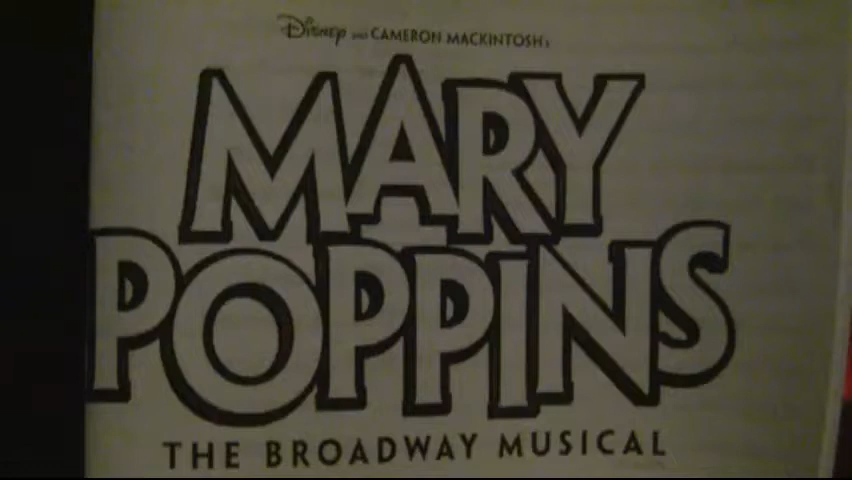 Disney and CAMERON MACKINTOSH's
MARY
POPPINS
THE BROADWAY MUSICAL